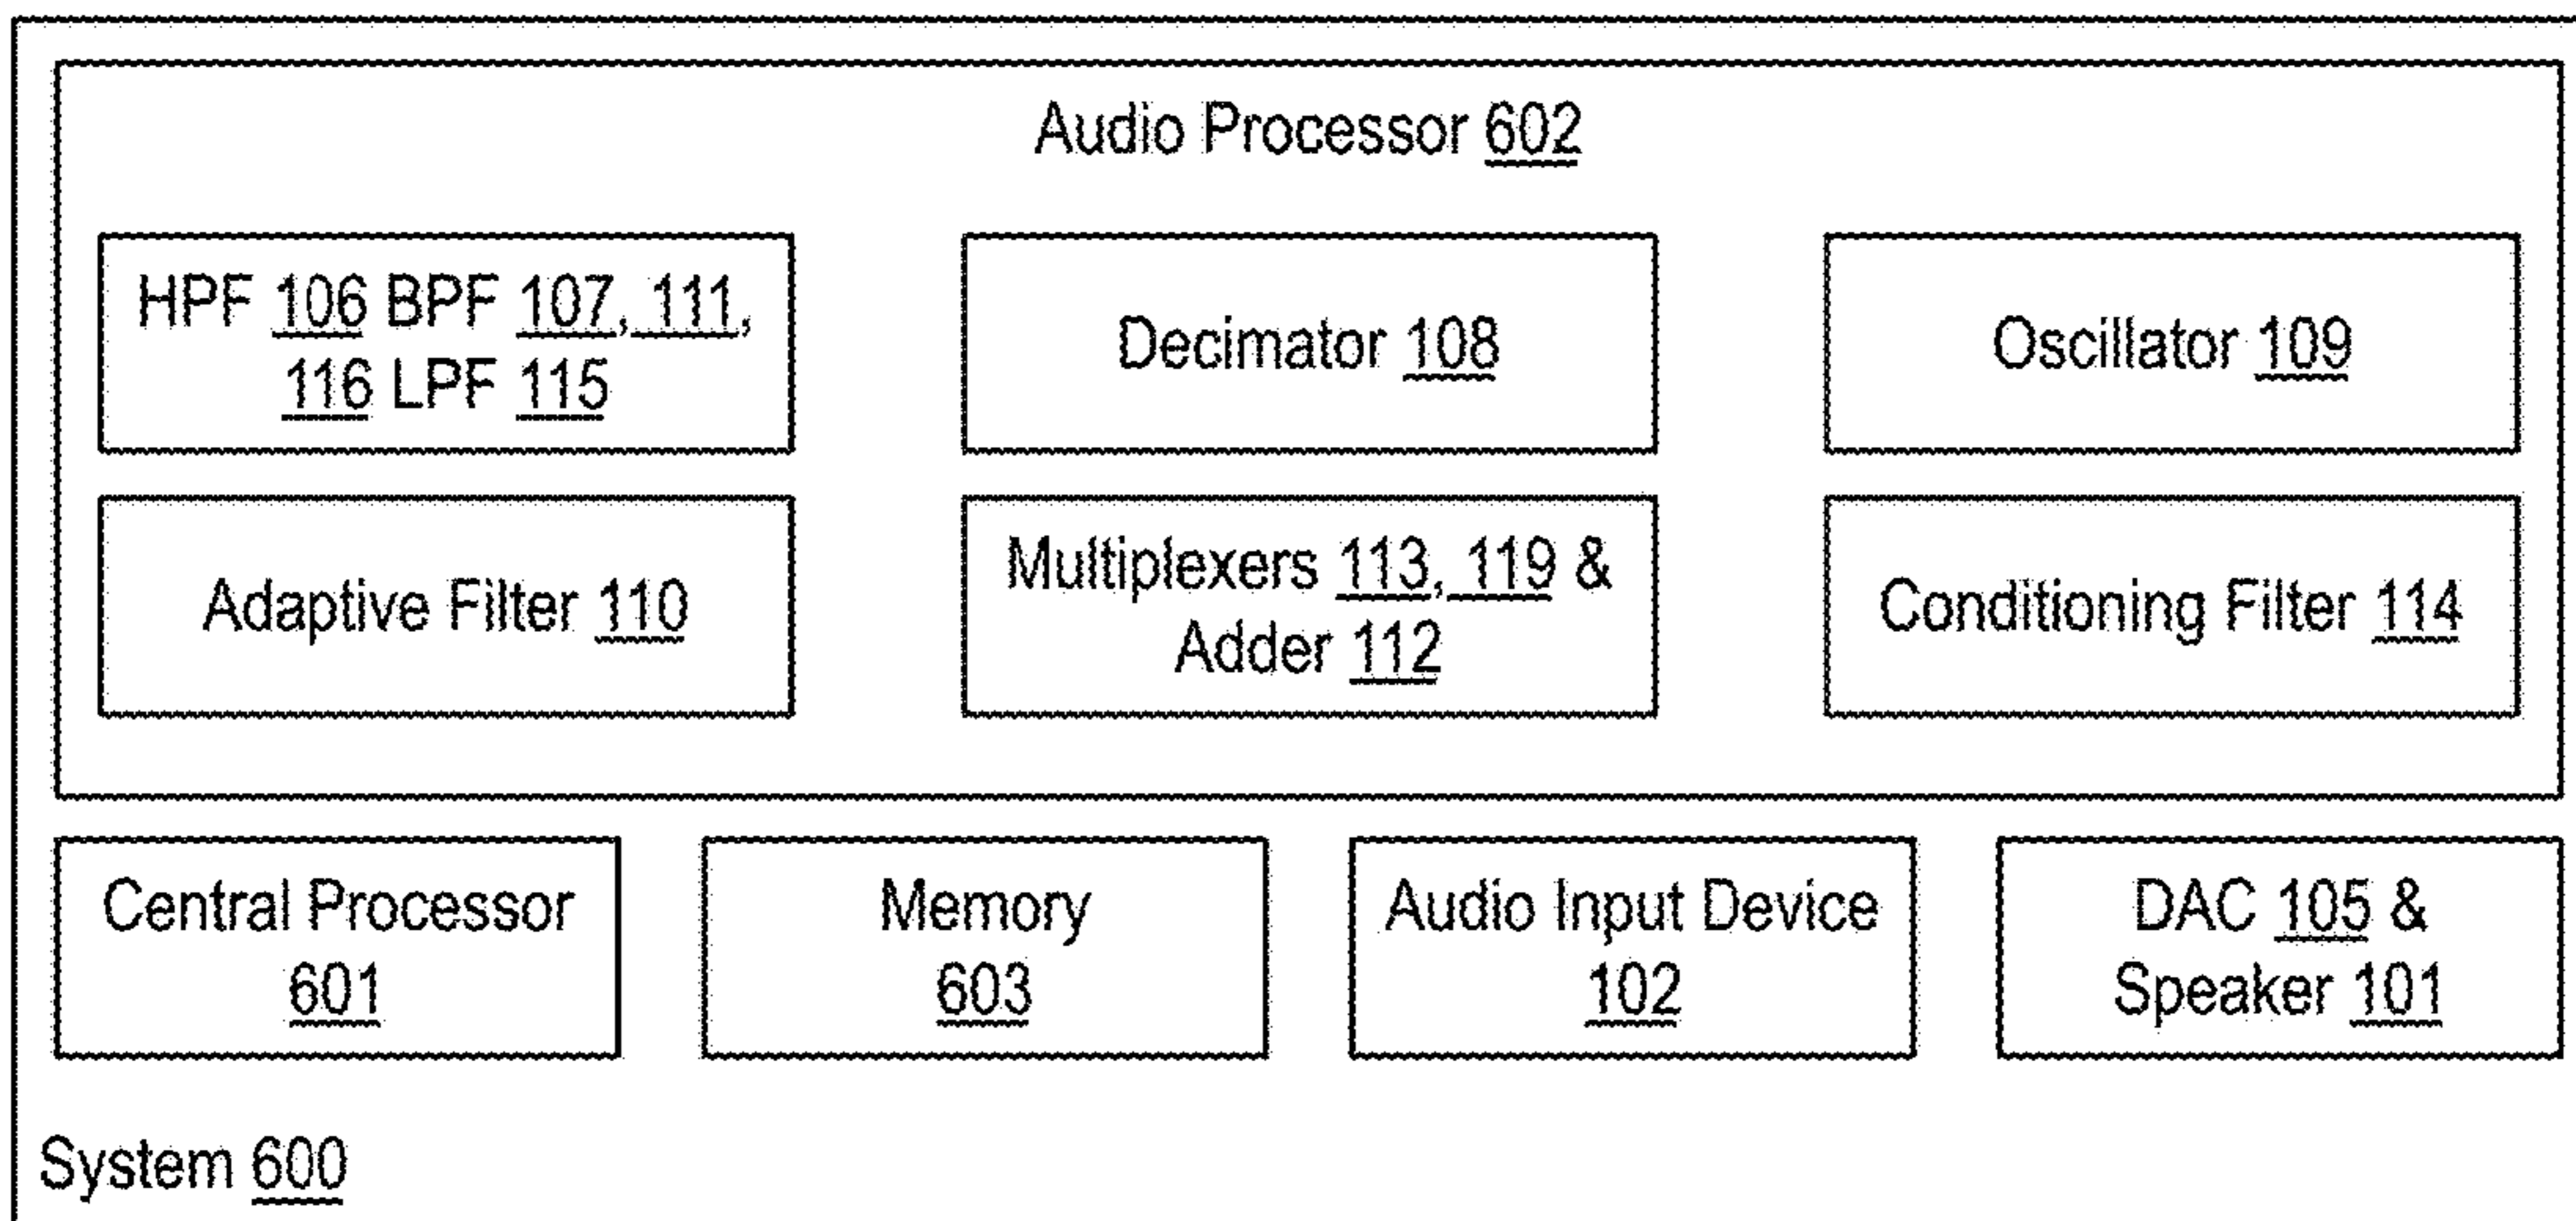 Audio Processor 602
HPF 106 BPF 107, 111,
116 LPF 115
Decimator 108
Oscillator 109
Adaptive Filter 110
Multiplexers 113, 119 &
Adder 112
Conditioning Filter 114
Central Processor
601
Memory
603
Audio Input Device
102
DAC 105 &
Speaker 101
System 600